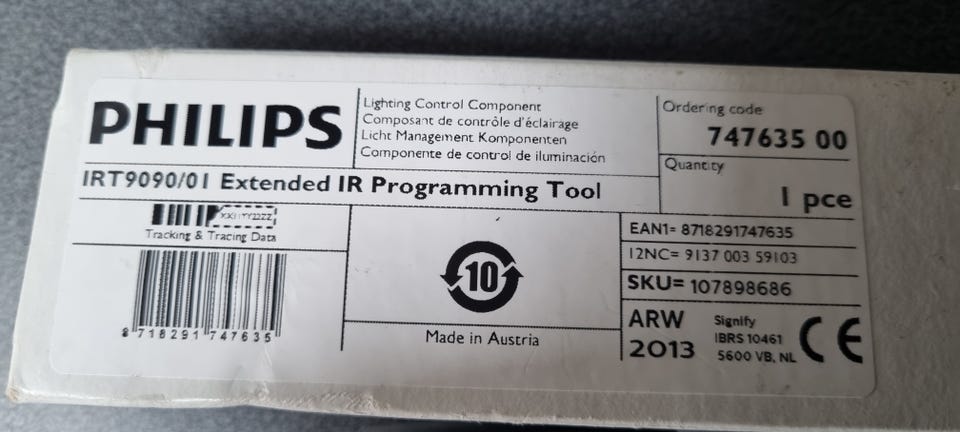 PHILIPS
Lighting Control Component
Composant de contrôle d'éclairage
Licht Management Komponenten
Componente de control de iluminación
Ordering code
747635 00
Quantity
1 pce
IRT9090/01 Extended IR Programming Tool
Tracking & Tracing Data
8 718291 747635
10
Made in Austria
EAN1= 8718291747635
12NC= 9137 003 59103
SKU= 107898686
ARW
2013
Signify
IBRS 10461
5600 VB, NL
CE